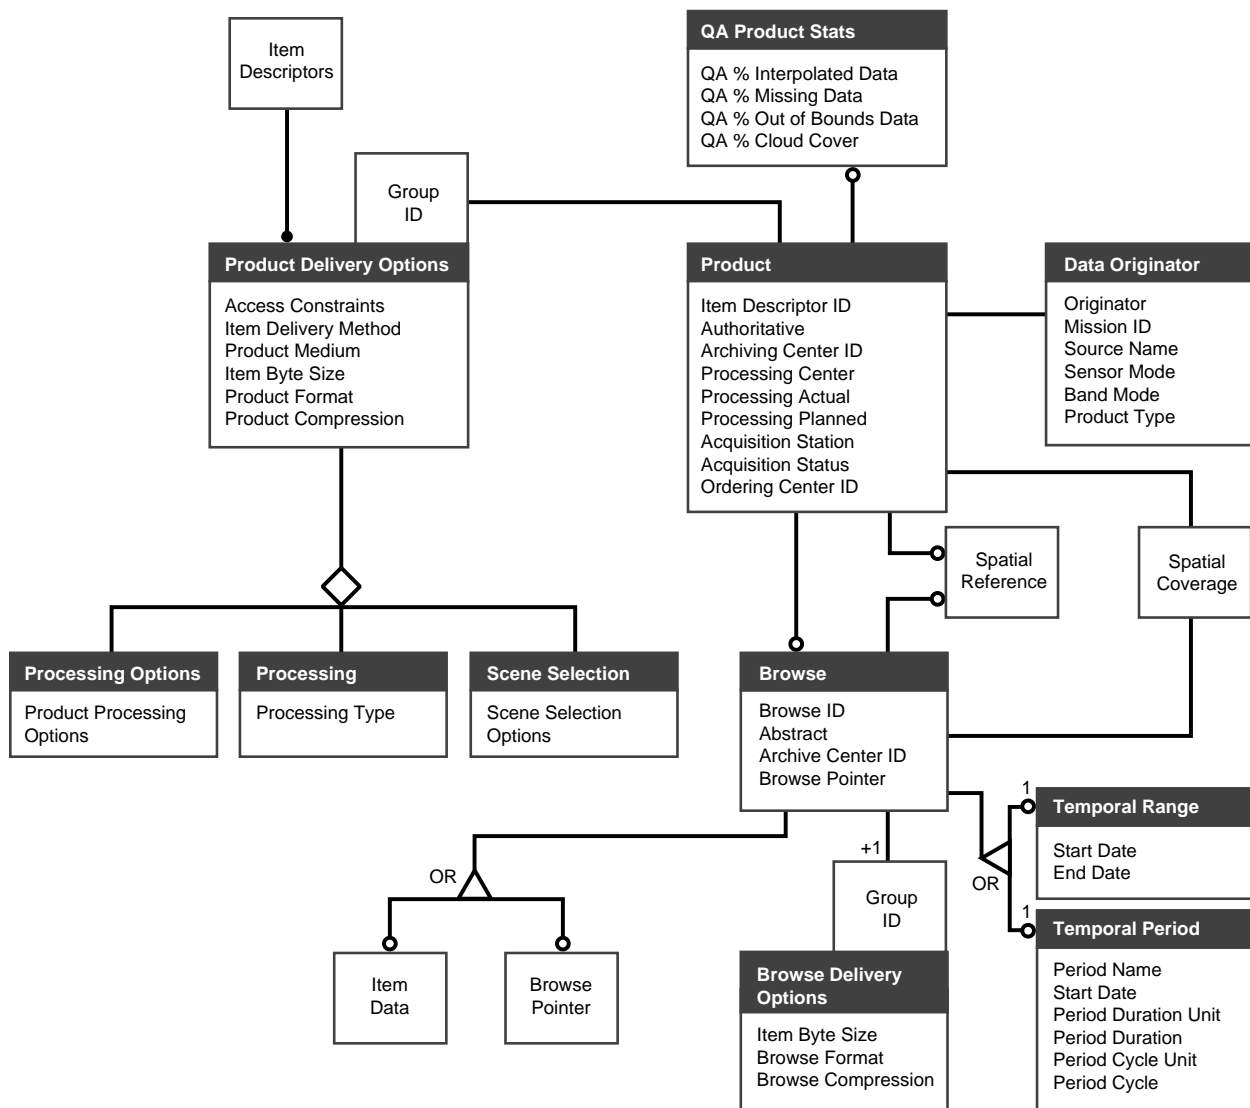 Item
Descriptors
QA Product Stats
QA % Interpolated Data
QA % Missing Data
QA % Out of Bounds Data
QA % Cloud Cover
Group
ID
Product Delivery Options
Access Constraints
Item Delivery Method
Product Medium
Item Byte Size
Product Format
Product Compression
Product
Item Descriptor ID
Authoritative
Archiving Center ID
Processing Center
Processing Actual
Processing Planned
Acquisition Station
Acquisition Status
Ordering Center ID
Data Originator
Originator
Mission ID
Source Name
Sensor Mode
Band Mode
Product Type
Spatial
Reference
Spatial
Coverage
Processing Options
Product Processing
Options
Processing
Processing Type
Scene Selection
Scene Selection
Options
Browse
Browse ID
Abstract
Archive Center ID
Browse Pointer
1
Temporal Range
Start Date
End Date
OR
1
Temporal Period
Period Name
Start Date
Period Duration Unit
Period Duration
Period Cycle Unit
Period Cycle
OR
Item
Data
Browse
Pointer
+1
Group
ID
Browse Delivery
Options
Item Byte Size
Browse Format
Browse Compression